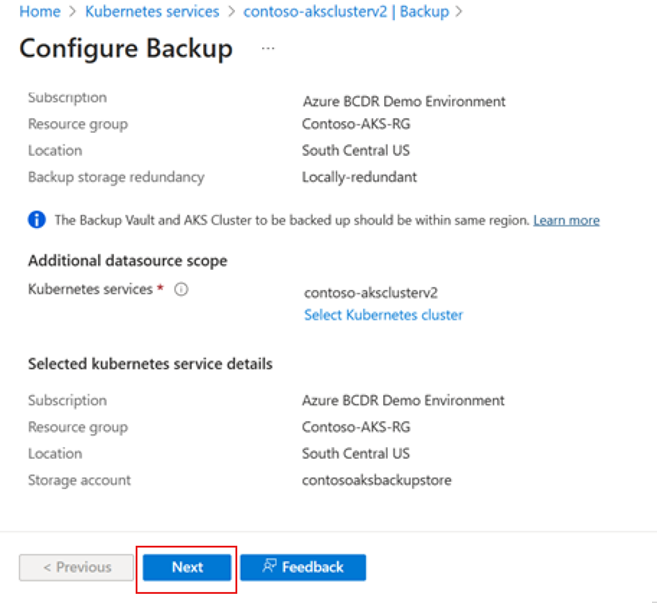 Home > Kubernetes services > contoso-aksclusterv2 | Backup >
Configure Backup ...
Subscription Azure BCDR Demo Environment
Resource group Contoso-AKS-RG
Location South Central US
Backup storage redundancy Locally-redundant
The Backup Vault and AKS Cluster to be backed up should be within same region. Learn more
Additional datasource scope
Kubernetes services * contoso-aksclusterv2
Select Kubernetes cluster
Selected kubernetes service details
Subscription Azure BCDR Demo Environment
Resource group Contoso-AKS-RG
Location South Central US
Storage account contosoaksbackupstore
< Previous Next Feedback